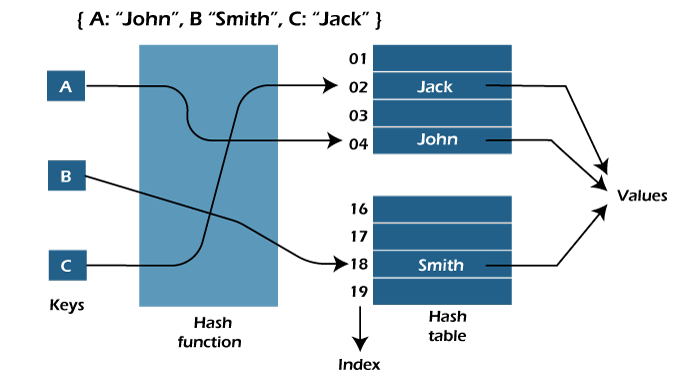 { A: “John”, B “Smith”, C: “Jack” }
A
B
C
Keys
Hash
function
01
02
03
04
16
17
18
19
Index
Jack
John
Smith
Hash
table
Values